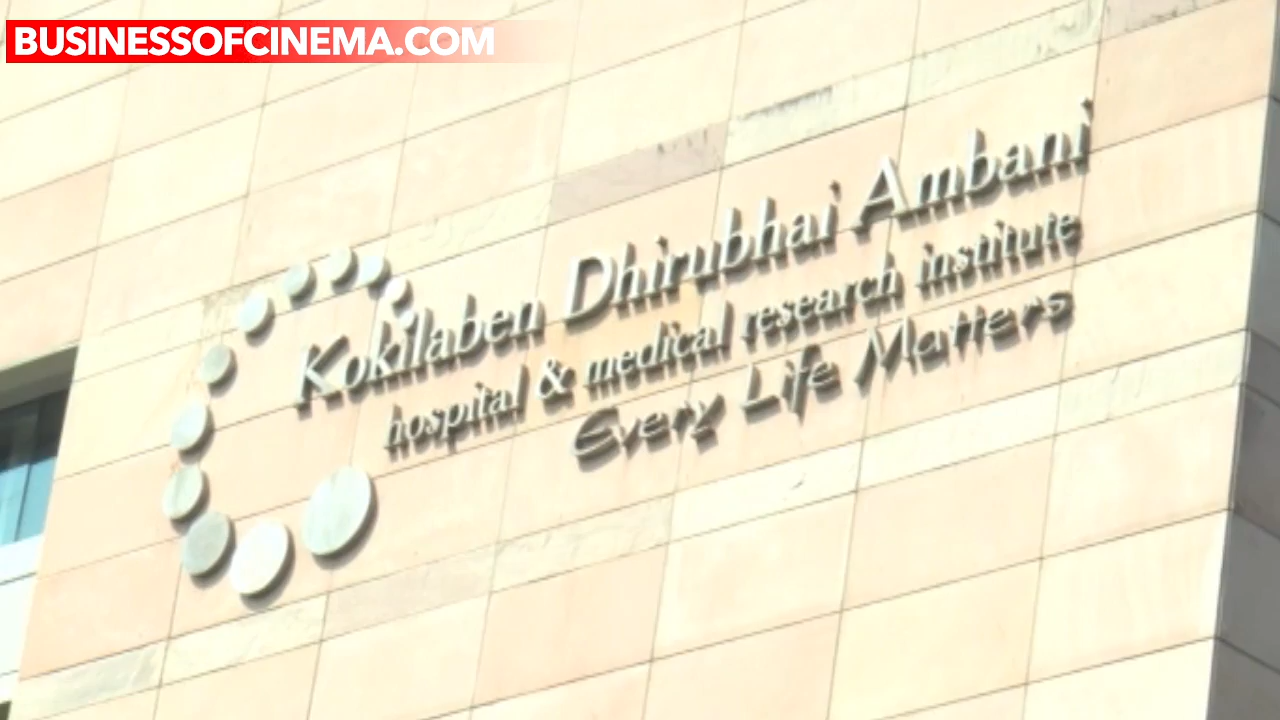 BUSINESSOFCINEMA.COM
Kokilaben Dhirubhai Ambani
hospital & medical research institute
Every Life Matters